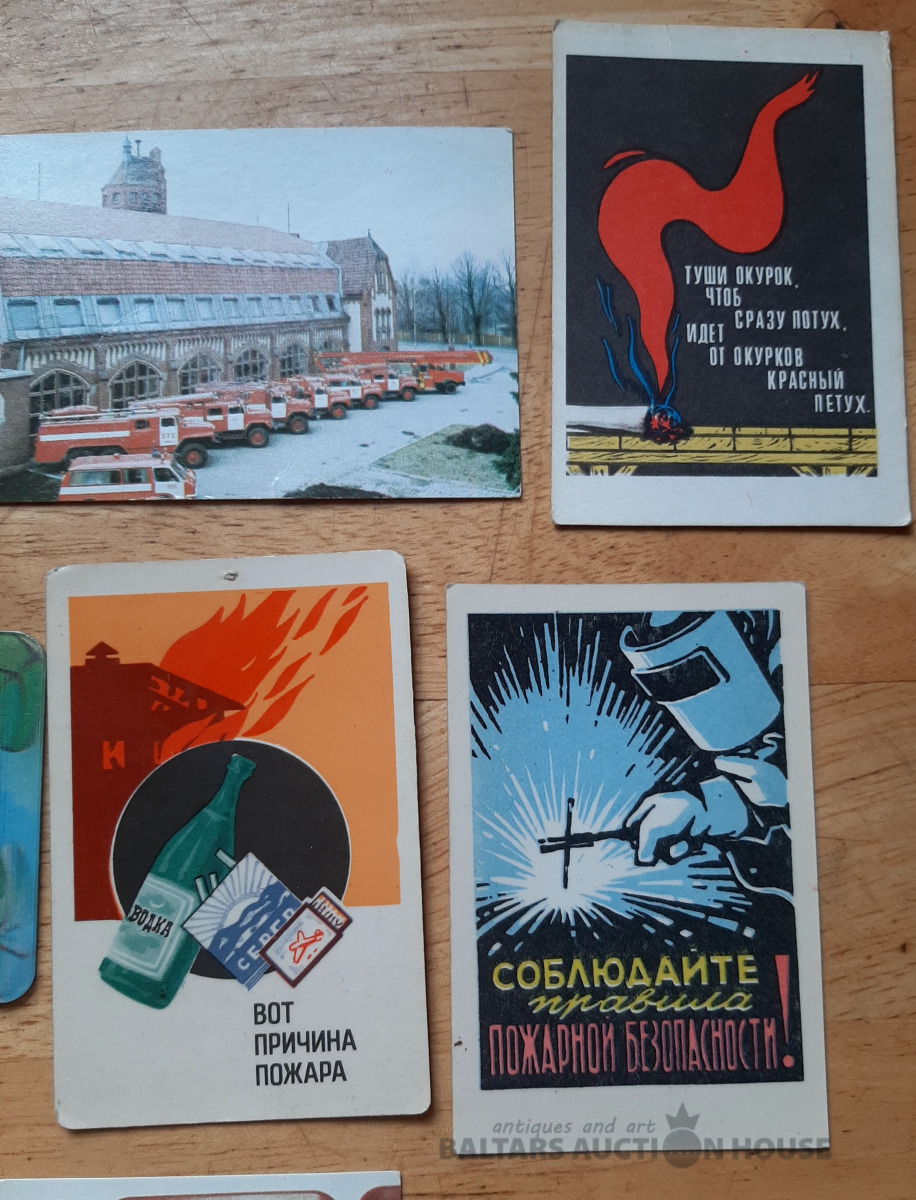 ТУШИ ОКУРОК,
ЧТОБ
СРАЗУ ПОТУХ,
ИДЕТ
ОТ ОКУРКОВ
КРАСНЫЙ
ПЕТУХ.
ВОДКА
СЕВЕР
ВОТ
ПРИЧИНА
ПОЖАРА
СОБЛЮДАЙТЕ
правила
ПОЖАРНОЙ БЕЗОПАСНОСТИ!
antiques and art
BALTARS AUCTION HOUSE